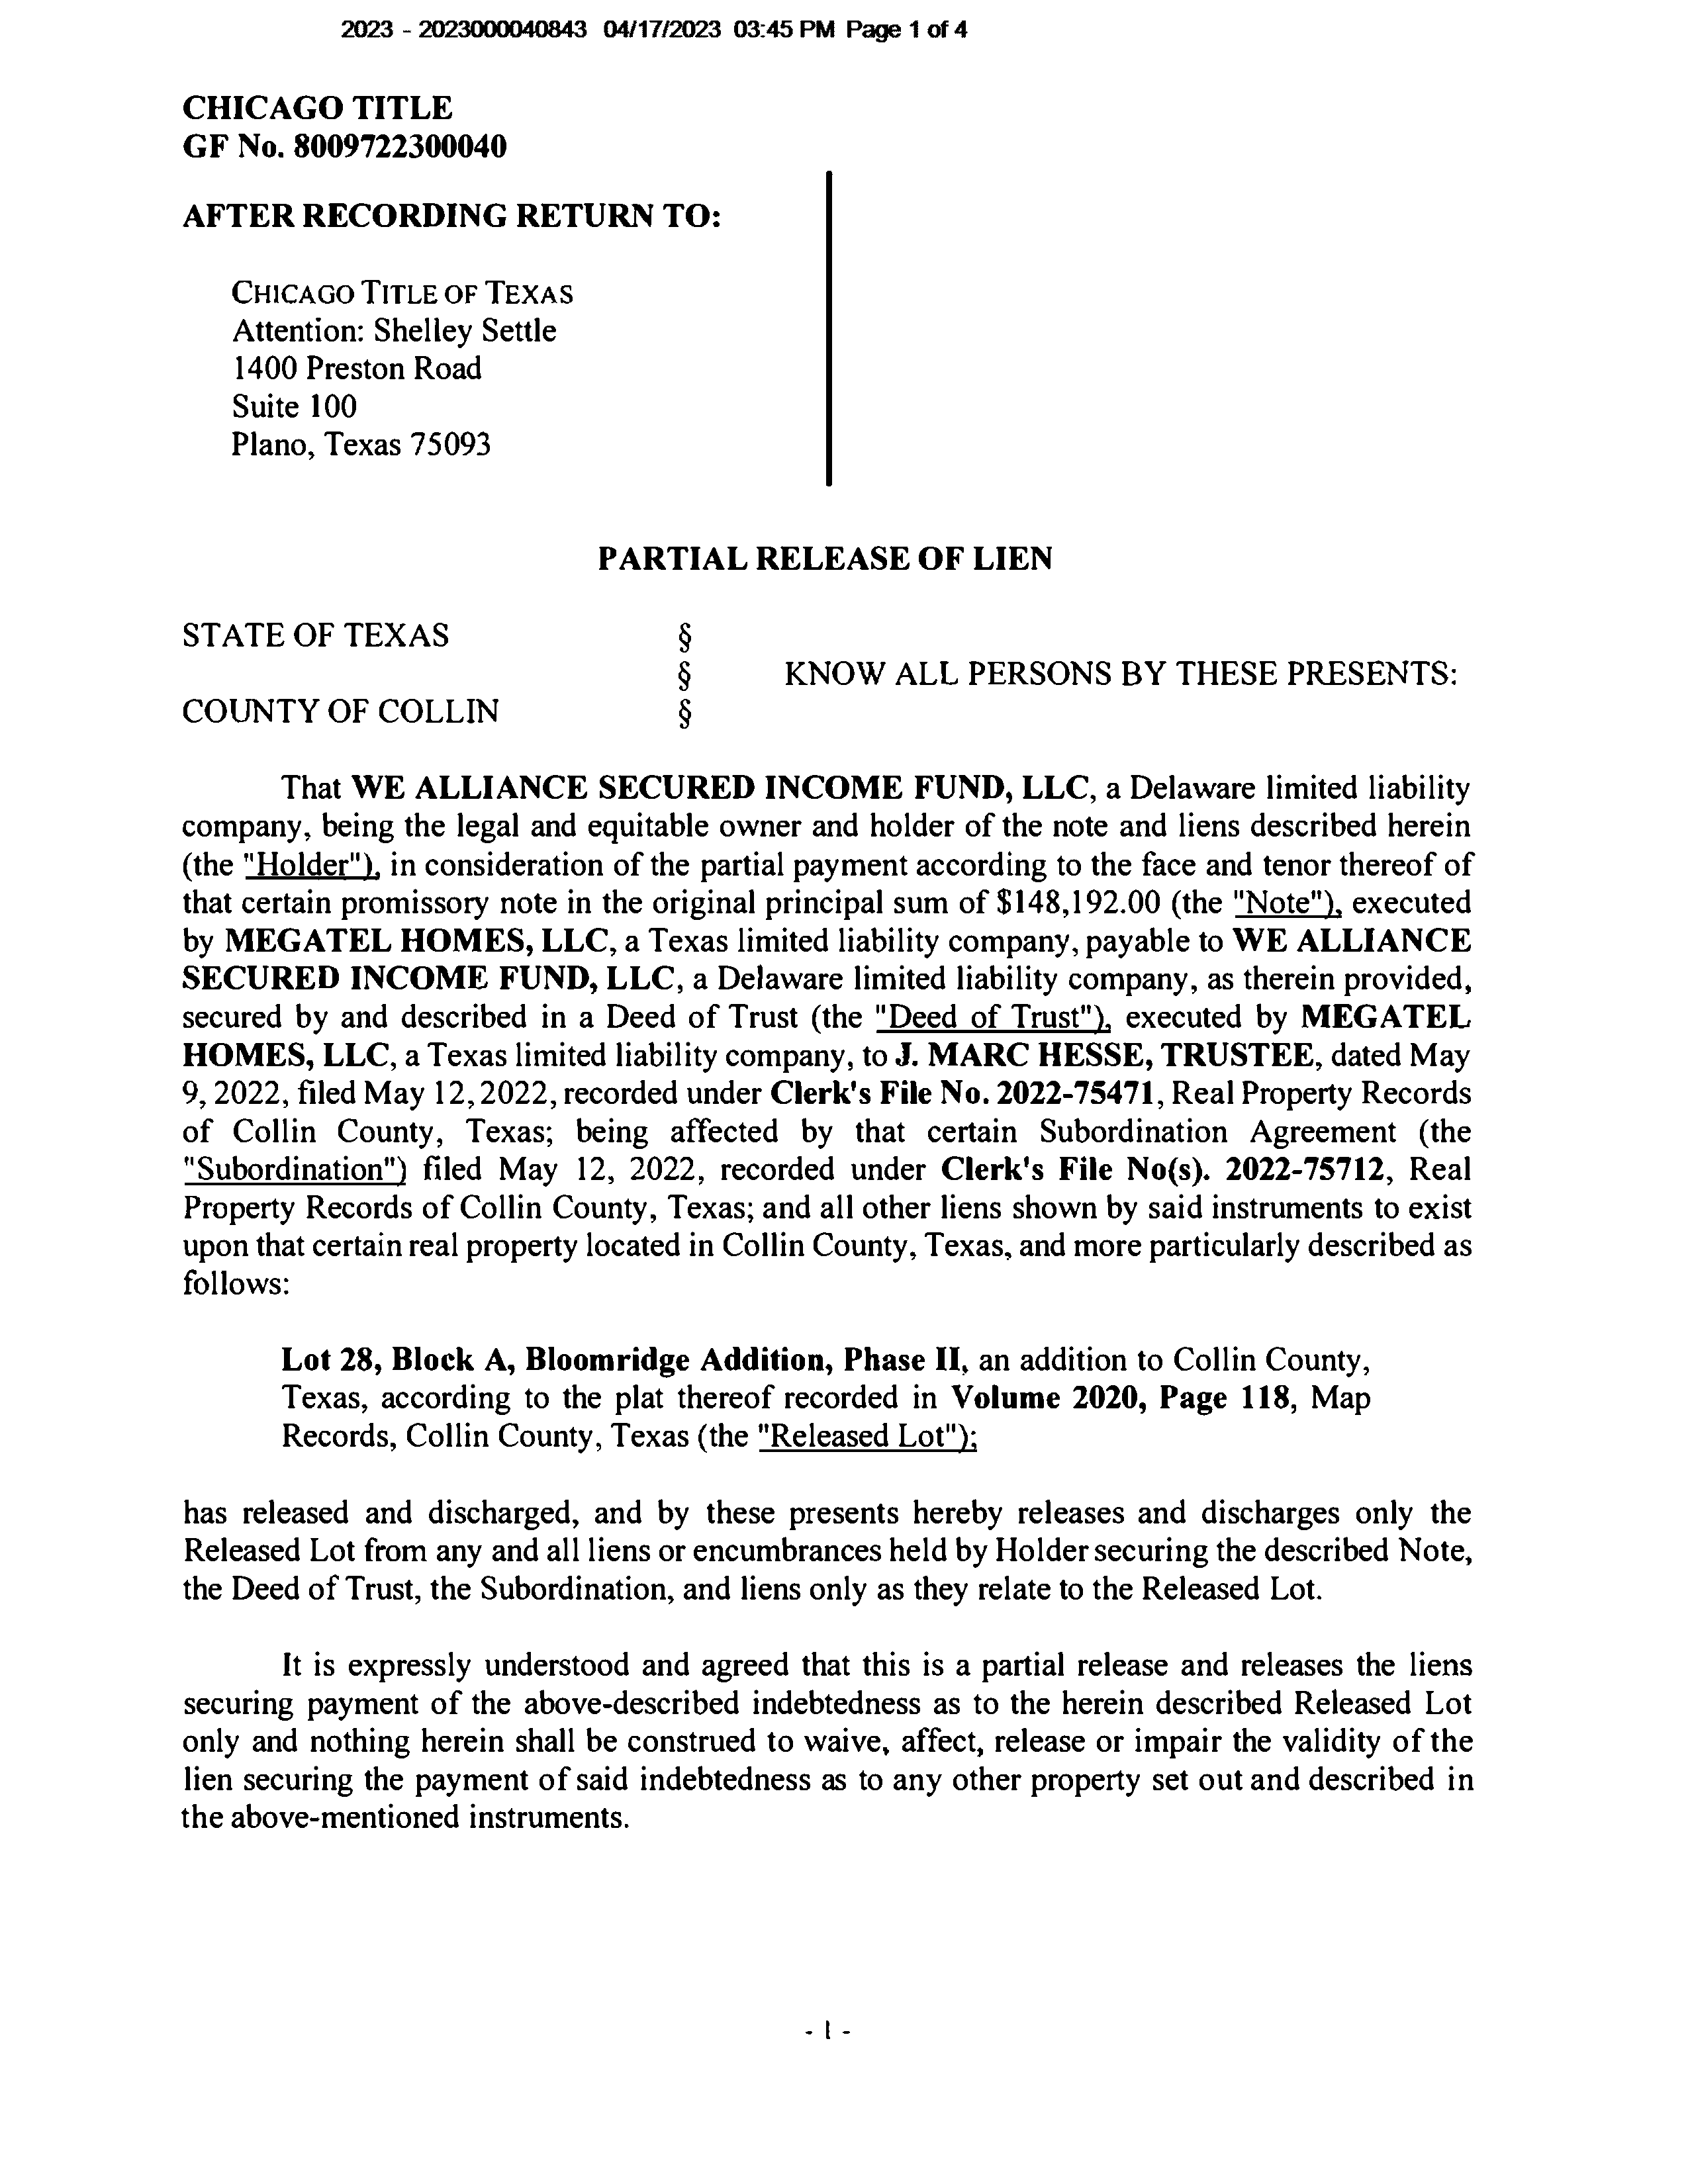 2023 - 2023000040843 04/17/2023 03:45 PM Page 1 of 4
CHICAGO TITLE
GF No. 8009722300040
AFTER RECORDING RETURN TO:
CHICAGO TITLE OF TEXAS
Attention: Shelley Settle
1400 Preston Road
Suite 100
Plano, Texas 75093
PARTIAL RELEASE OF LIEN
STATE OF TEXAS §
§ KNOW ALL PERSONS BY THESE PRESENTS:
COUNTY OF COLLIN §
That WE ALLIANCE SECURED INCOME FUND, LLC, a Delaware limited liability
company, being the legal and equitable owner and holder of the note and liens described herein
(the "Holder"), in consideration of the partial payment according to the face and tenor thereof of
that certain promissory note in the original principal sum of $148,192.00 (the "Note"), executed
by MEGATEL HOMES, LLC, a Texas limited liability company, payable to WE ALLIANCE
SECURED INCOME FUND, LLC, a Delaware limited liability company, as therein provided,
secured by and described in a Deed of Trust (the "Deed of Trust"), executed by MEGATEL
HOMES, LLC, a Texas limited liability company, to J. MARC HESSE, TRUSTEE, dated May
9, 2022, filed May 12, 2022, recorded under Clerk's File No. 2022-75471, Real Property Records
of Collin County, Texas; being affected by that certain Subordination Agreement (the
"Subordination") filed May 12, 2022, recorded under Clerk's File No(s). 2022-75712, Real
Property Records of Collin County, Texas; and all other liens shown by said instruments to exist
upon that certain real property located in Collin County, Texas, and more particularly described as
follows:
Lot 28, Block A, Bloomridge Addition, Phase II, an addition to Collin County,
Texas, according to the plat thereof recorded in Volume 2020, Page 118, Map
Records, Collin County, Texas (the "Released Lot");
has released and discharged, and by these presents hereby releases and discharges only the
Released Lot from any and all liens or encumbrances held by Holder securing the described Note,
the Deed of Trust, the Subordination, and liens only as they relate to the Released Lot.
It is expressly understood and agreed that this is a partial release and releases the liens
securing payment of the above-described indebtedness as to the herein described Released Lot
only and nothing herein shall be construed to waive, affect, release or impair the validity of the
lien securing the payment of said indebtedness as to any other property set out and described in
the above-mentioned instruments.
- 1 -